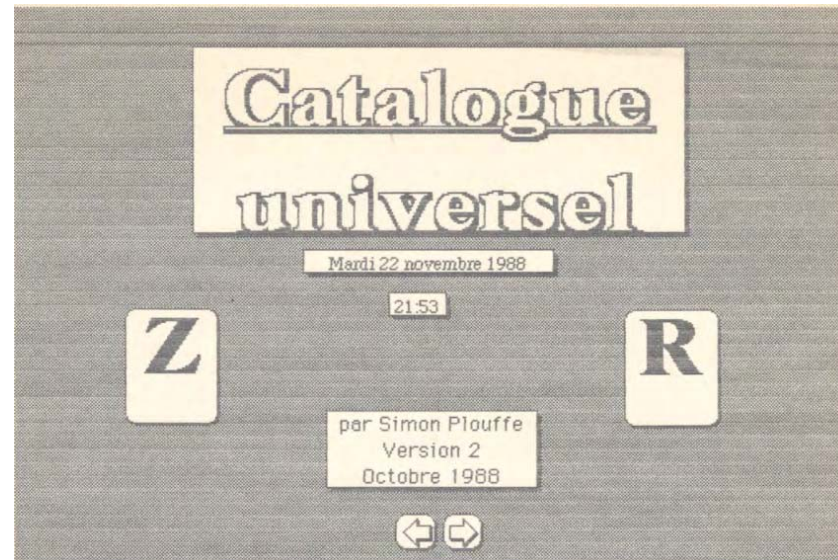 Catalogue
universel
Mardi 22 novembre 1988
21:53
Z
R
par Simon Plouffe
Version 2
Octobre 1988